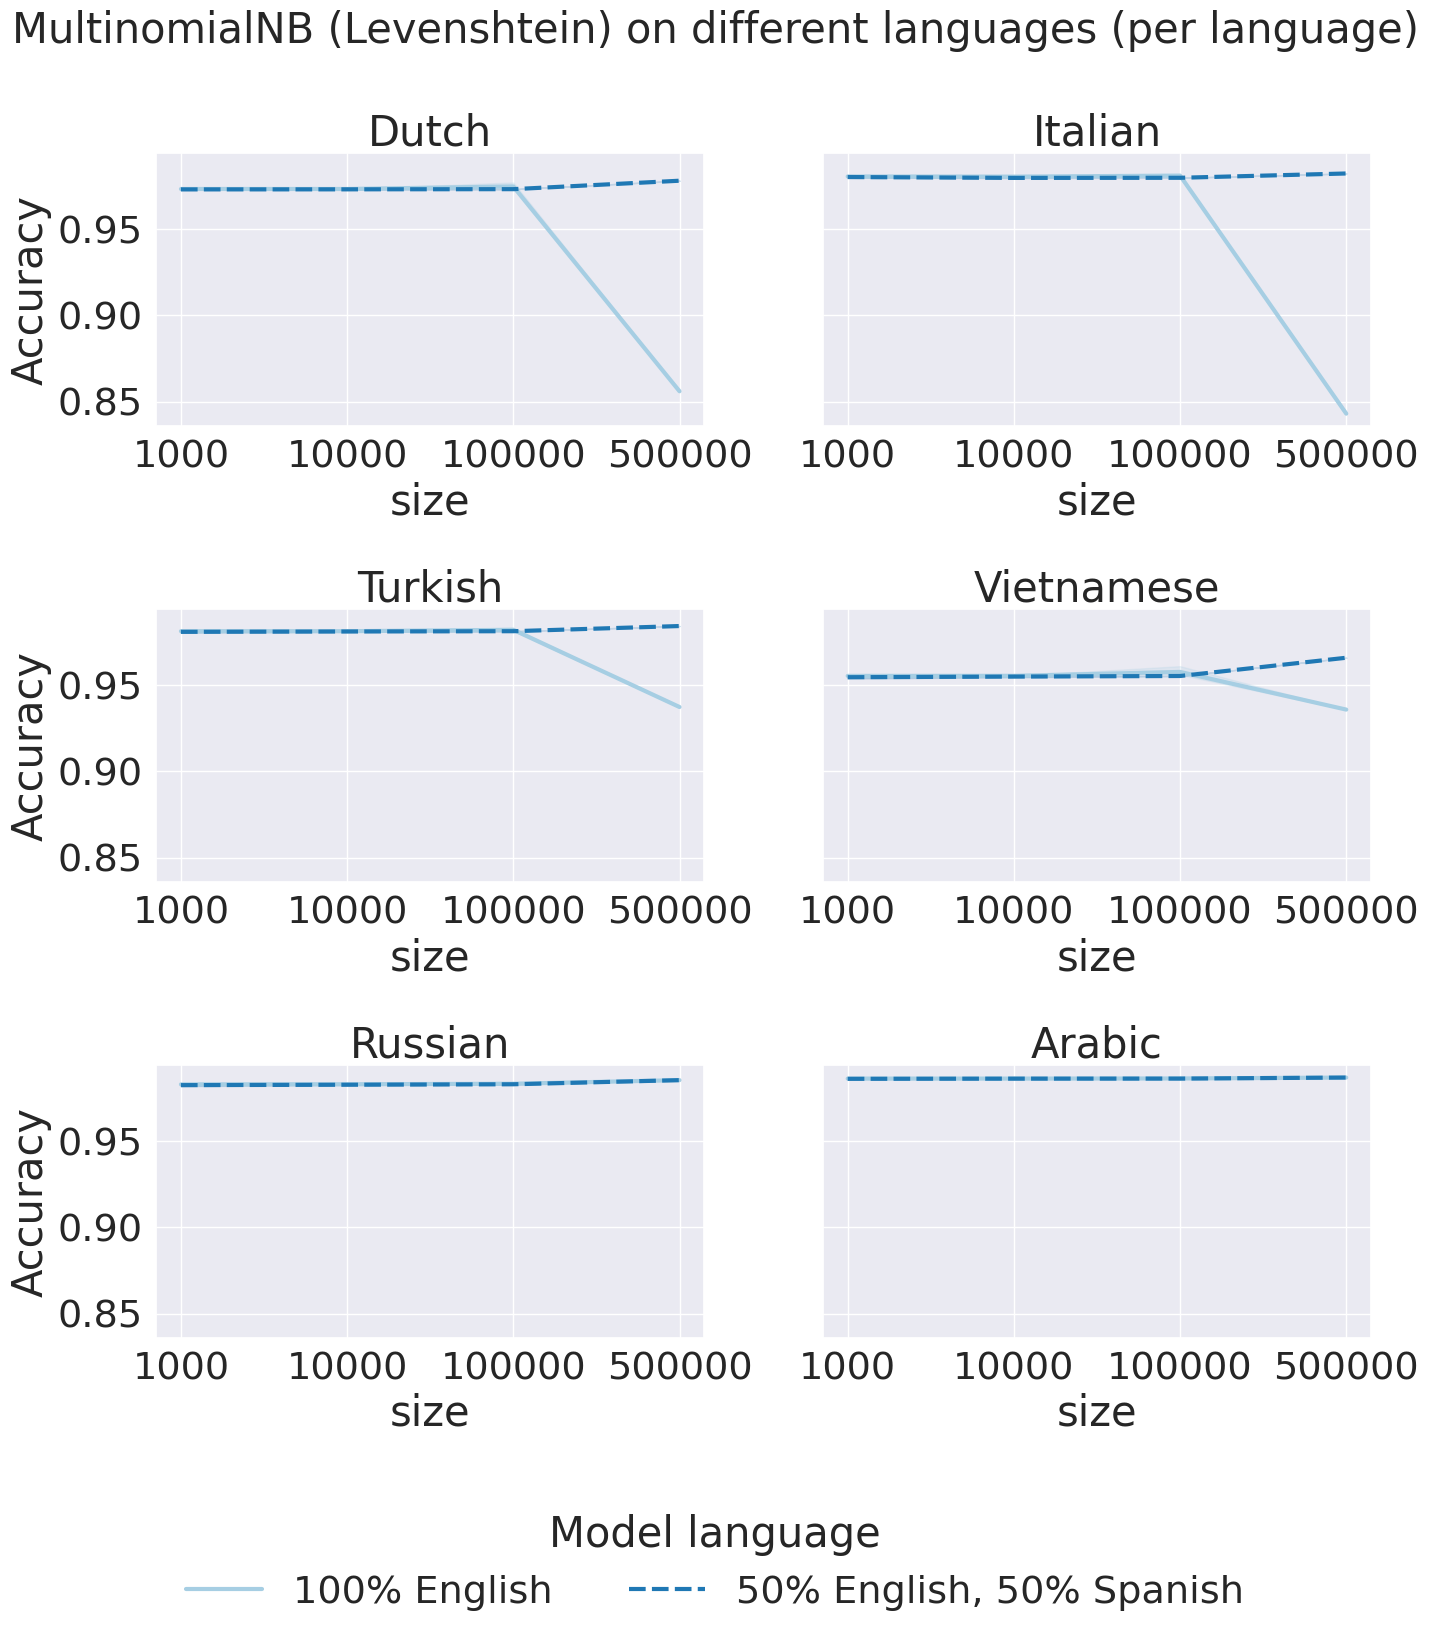 MultinomialNB (Levenshtein) on different languages (per language)
Dutch
Accuracy
0.95
0.90
0.85
1000 10000 100000 500000
size
Italian
1000 10000 100000 500000
size
Turkish
Accuracy
0.95
0.90
0.85
1000 10000 100000 500000
size
Vietnamese
1000 10000 100000 500000
size
Russian
Accuracy
0.95
0.90
0.85
1000 10000 100000 500000
size
Arabic
1000 10000 100000 500000
size
Model language
100% English
50% English, 50% Spanish